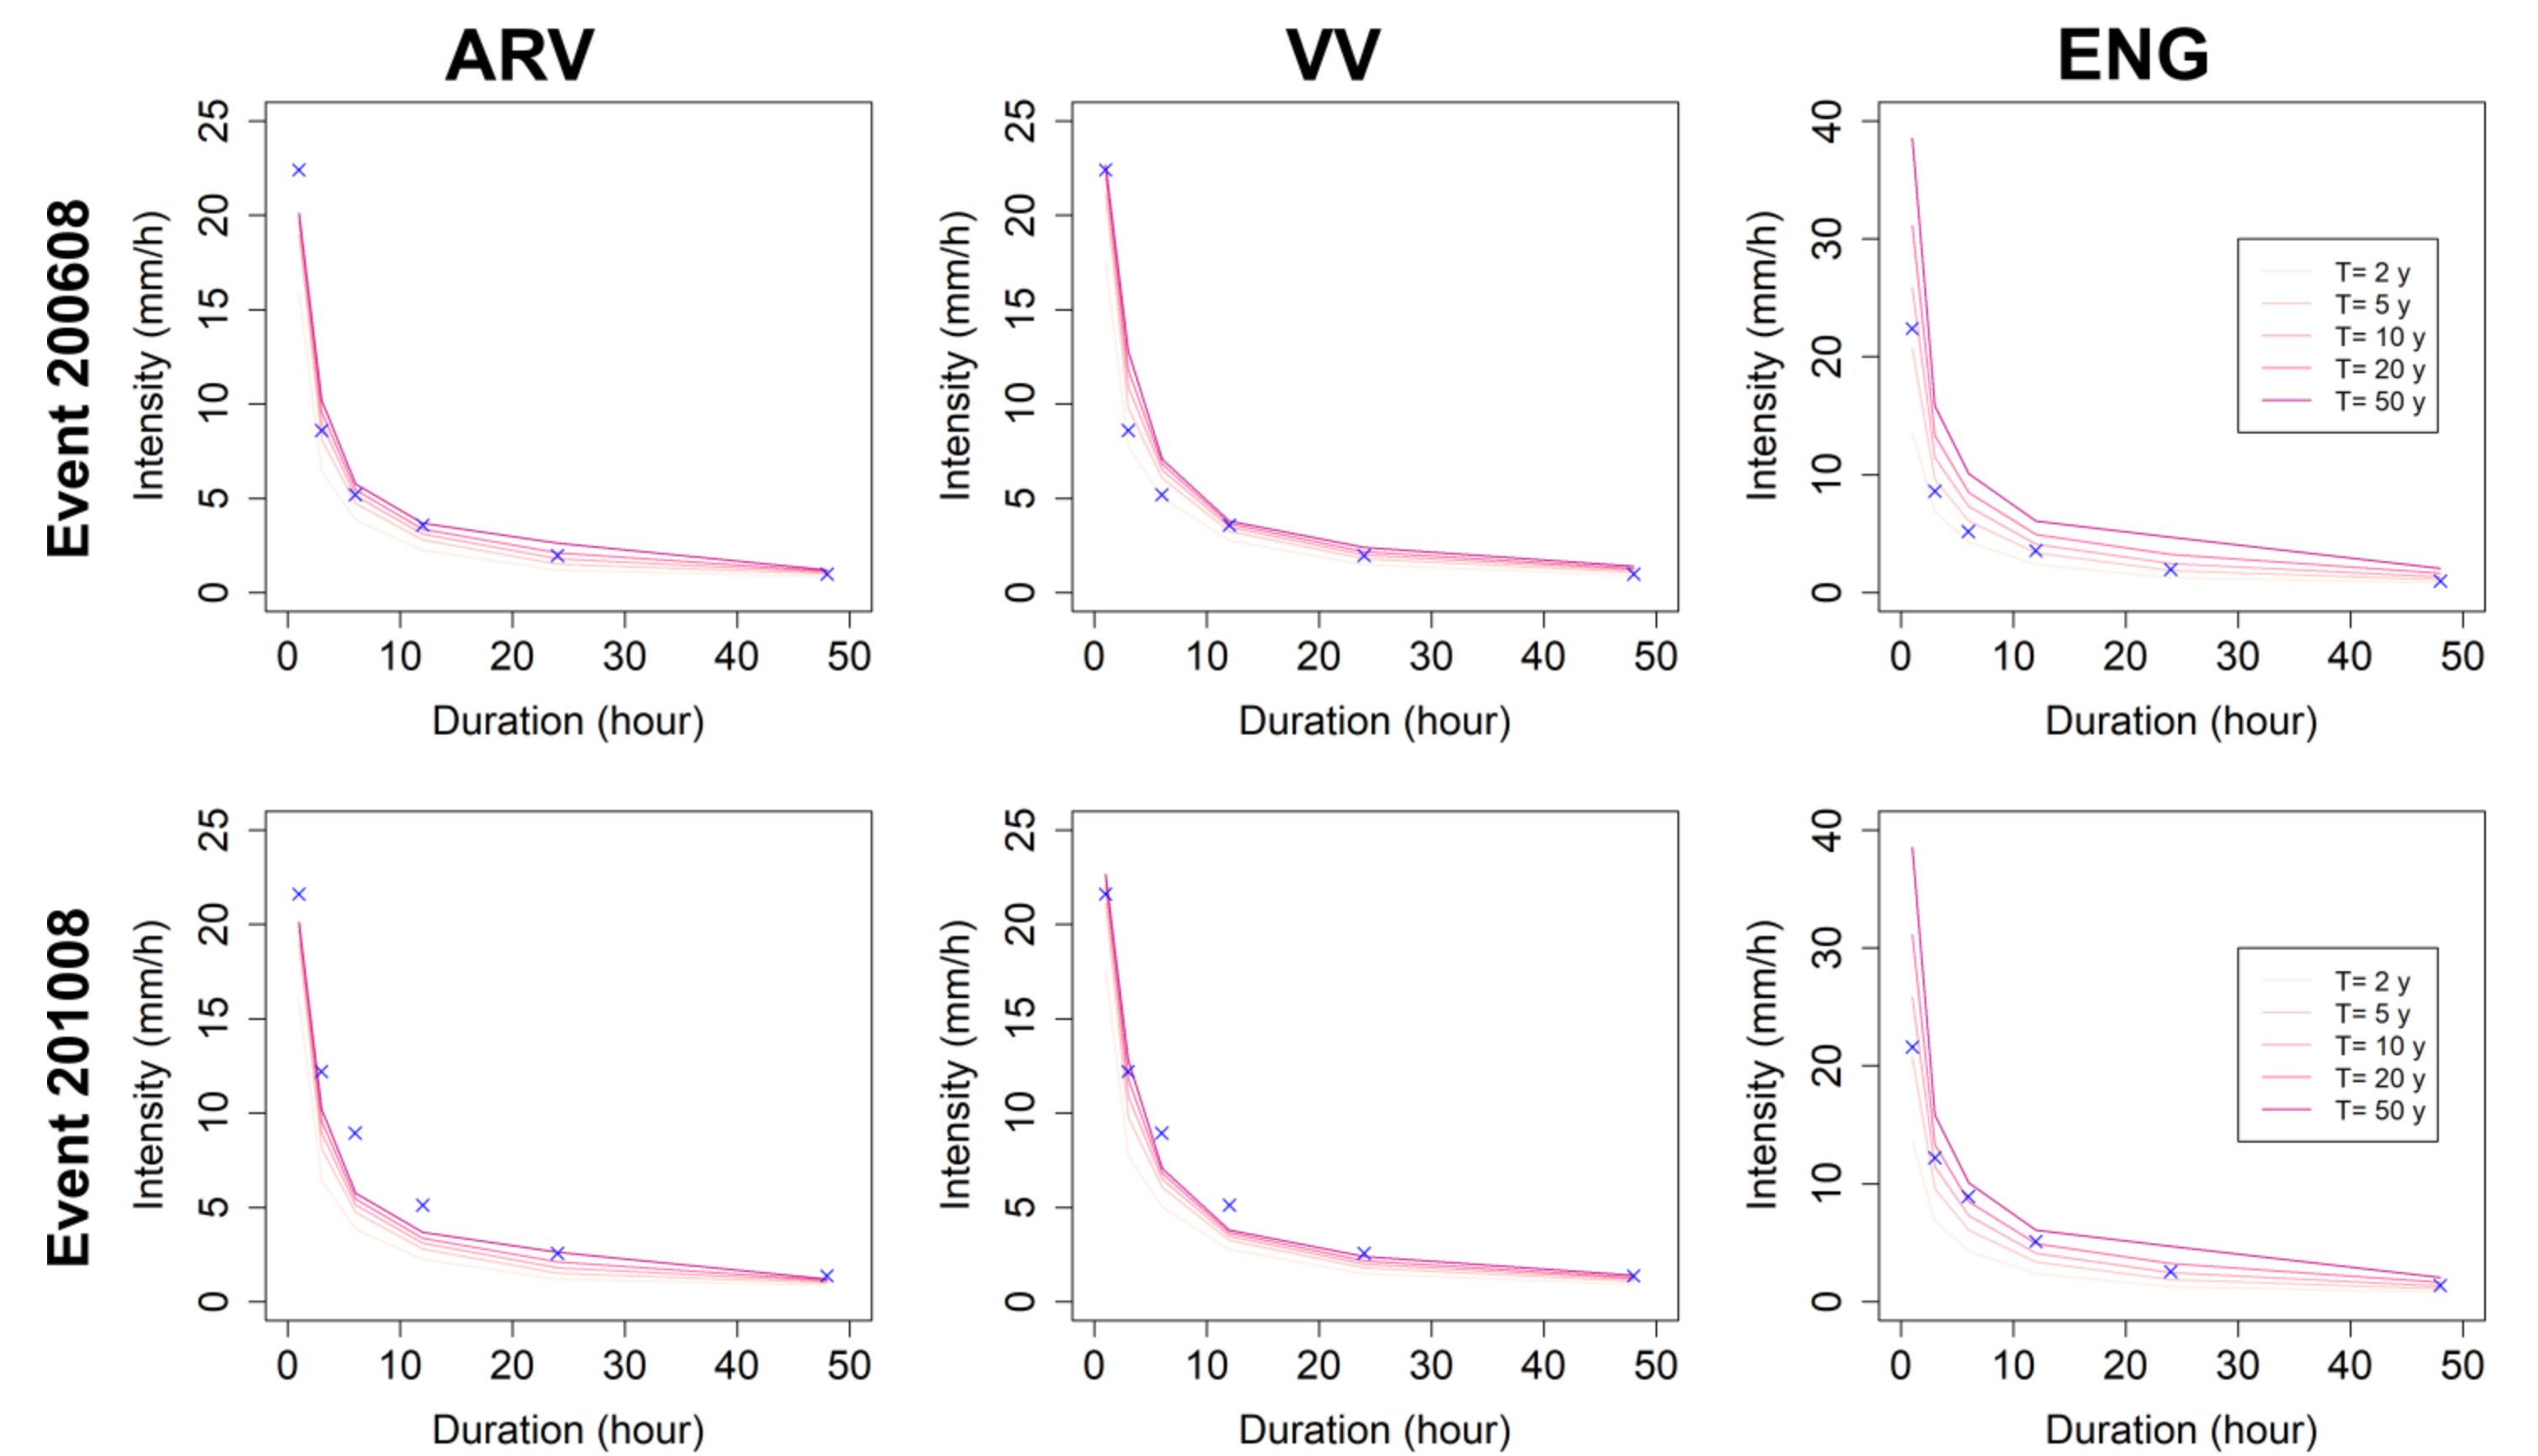 ARV
VV
ENG
Event 200608
Intensity (mm/h)
25
20
15
10
5
0
0 10 20 30 40 50
Duration (hour)
Intensity (mm/h)
25
20
15
10
5
0
0 10 20 30 40 50
Duration (hour)
Intensity (mm/h)
40
30
20
10
0
T= 2 y
T= 5 y
T= 10 y
T= 20 y
T= 50 y
0 10 20 30 40 50
Duration (hour)
Event 201008
Intensity (mm/h)
25
20
15
10
5
0
0 10 20 30 40 50
Duration (hour)
Intensity (mm/h)
25
20
15
10
5
0
0 10 20 30 40 50
Duration (hour)
Intensity (mm/h)
40
30
20
10
0
T= 2 y
T= 5 y
T= 10 y
T= 20 y
T= 50 y
0 10 20 30 40 50
Duration (hour)